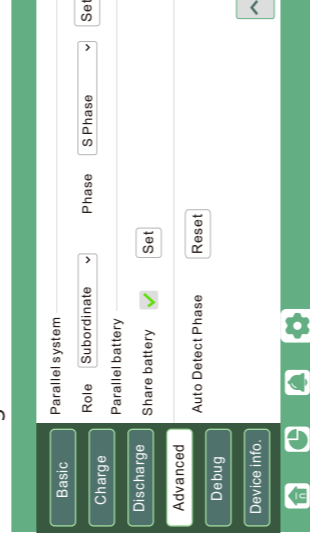 Basic
Charge
Discharge
Advanced
Debug
Device info.
Parallel system
Role Subordinate Phase S Phase Set
Parallel battery
Share battery Set
Auto Detect Phase Reset